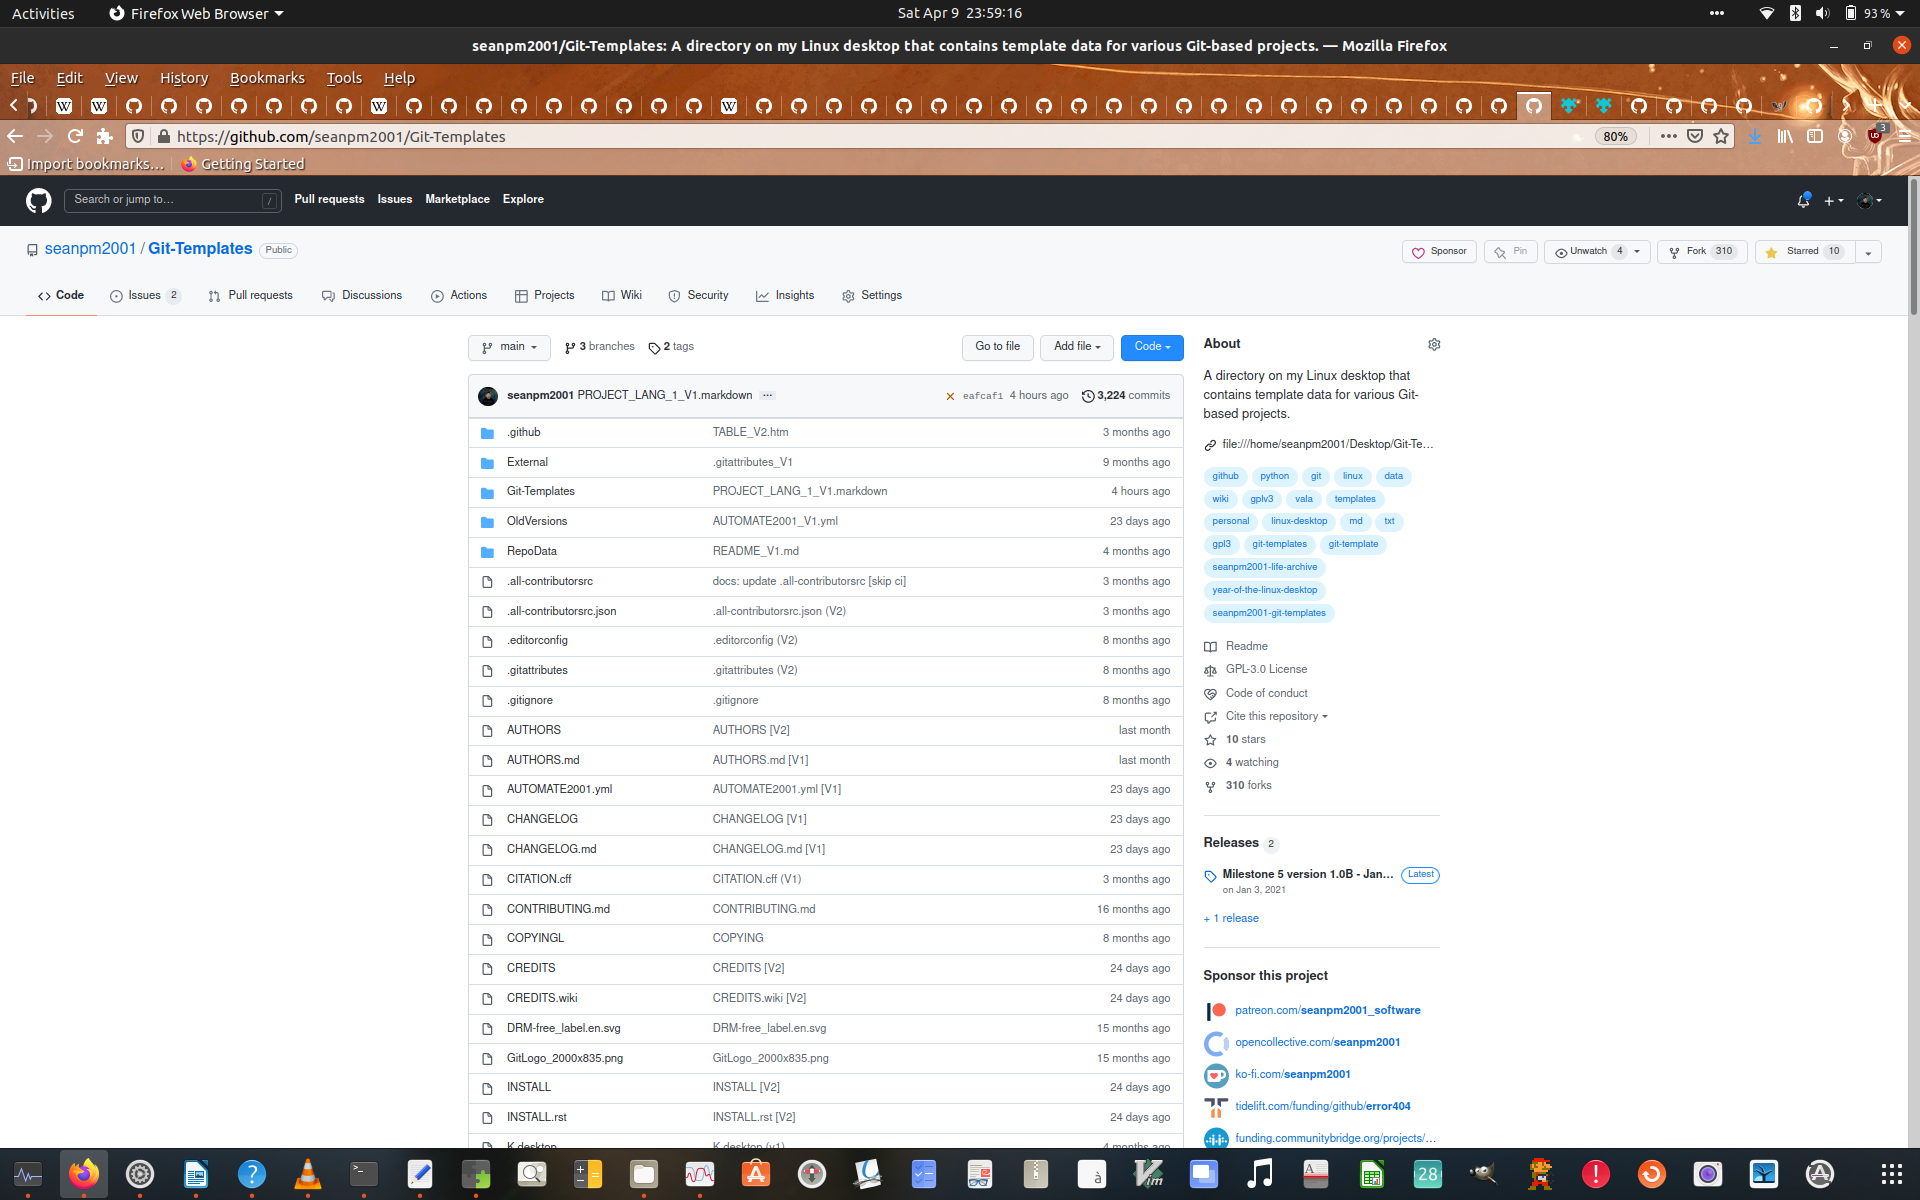 Activities
Firefox Web Browser
Sat Apr 9 23:59:16
93 %
seanpm2001/Git-Templates: A directory on my Linux desktop that contains template data for various Git-based projects. — Mozilla Firefox
File Edit View History Bookmarks Tools Help
https://github.com/seanpm2001/Git-Templates
80%
3
Import bookmarks...
Getting Started
Search or jump to...
/
Pull requests Issues Marketplace Explore
seanpm2001 / Git-Templates Public
Sponsor
Pin
Unwatch 4
Fork 310
Starred 10
Code
Issues 2
Pull requests
Discussions
Actions
Projects
Wiki
Security
Insights
Settings
main
3 branches
2 tags
Go to file
Add file
Code
seanpm2001 PROJECT_LANG_1_V1.markdown ...
eafcaf1 4 hours ago
3,224 commits
.github TABLE_V2.htm 3 months ago
External .gitattributes_V1 9 months ago
Git-Templates PROJECT_LANG_1_V1.markdown 4 hours ago
OldVersions AUTOMATE2001_V1.yml 23 days ago
RepoData README_V1.md 4 months ago
.all-contributorsrc docs: update .all-contributorsrc [skip ci] 3 months ago
.all-contributorsrc.json .all-contributorsrc.json (V2) 3 months ago
.editorconfig .editorconfig (V2) 8 months ago
.gitattributes .gitattributes (V2) 8 months ago
.gitignore .gitignore 8 months ago
AUTHORS AUTHORS [V2] last month
AUTHORS.md AUTHORS.md [V1] last month
AUTOMATE2001.yml AUTOMATE2001.yml [V1] 23 days ago
CHANGELOG CHANGELOG [V1] 23 days ago
CHANGELOG.md CHANGELOG.md [V1] 23 days ago
CITATION.cff CITATION.cff (V1) 3 months ago
CONTRIBUTING.md CONTRIBUTING.md 16 months ago
COPYINGL COPYING 8 months ago
CREDITS CREDITS [V2] 24 days ago
CREDITS.wiki CREDITS.wiki [V2] 24 days ago
DRM-free_label.en.svg DRM-free_label.en.svg 15 months ago
GitLogo_2000x835.png GitLogo_2000x835.png 15 months ago
INSTALL INSTALL [V2] 24 days ago
INSTALL.rst INSTALL.rst [V2] 24 days ago
K.desktop K.desktop (v1) 4 months ago
About
A directory on my Linux desktop that
contains template data for various Git-
based projects.
file:///home/seanpm2001/Desktop/Git-Te...
github python git linux data
wiki gplv3 vala templates
personal linux-desktop md txt
gpl3 git-templates git-template
seanpm2001-life-archive
year-of-the-linux-desktop
seanpm2001-git-templates
Readme
GPL-3.0 License
Code of conduct
Cite this repository
10 stars
4 watching
310 forks
Releases 2
Milestone 5 version 1.0B - Jan... Latest
on Jan 3, 2021
+ 1 release
Sponsor this project
patreon.com/seanpm2001_software
opencollective.com/seanpm2001
ko-fi.com/seanpm2001
tidelift.com/funding/github/error404
funding.communitybridge.org/projects/...
28